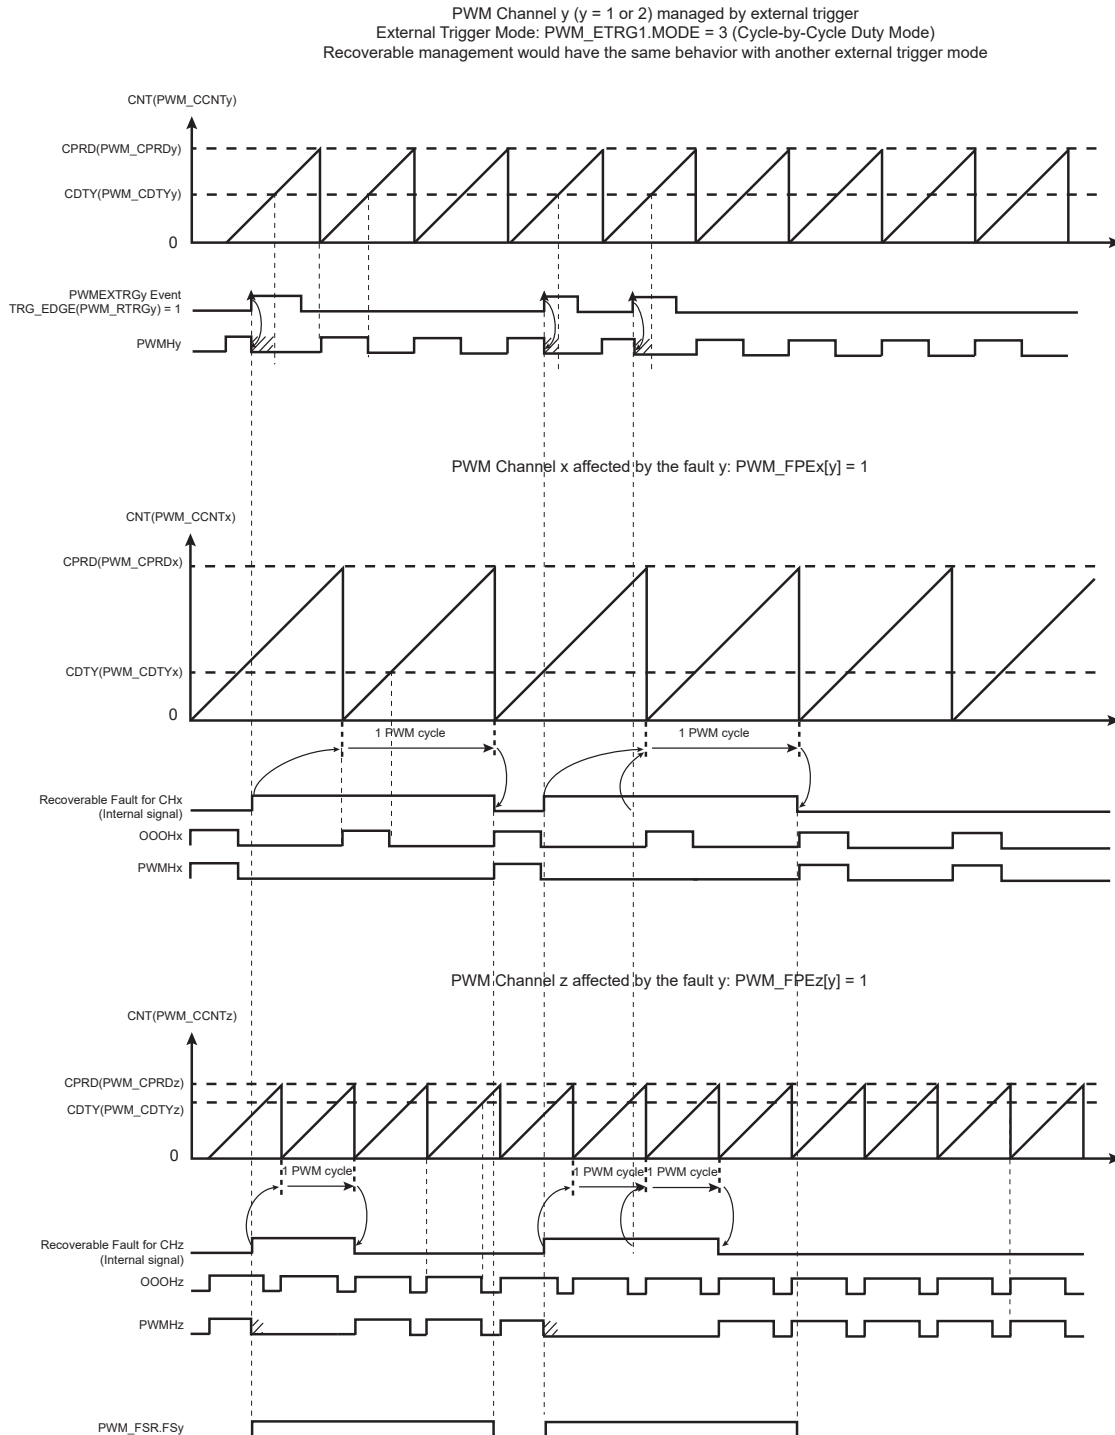 PWM Channel y (y = 1 or 2) managed by external trigger
External Trigger Mode: PWM_ETRG1.MODE = 3 (Cycle-by-Cycle Duty Mode)
Recoverable management would have the same behavior with another external trigger mode
CNT(PWM_CCNTy)
CPRD(PWM_CPRDy)
CDTY(PWM_CDTYy)
0
PWMEXTRGy Event
TRG_EDGE(PWM_RTRGy) = 1
PWMHy
PWM Channel x affected by the fault y: PWM_FPEx[y] = 1
CNT(PWM_CCNTx)
CPRD(PWM_CPRDx)
CDTY(PWM_CDTYx)
0
1 PWM cycle
1 PWM cycle
Recoverable Fault for CHx
(Internal signal)
OOOHx
PWMHx
PWM Channel z affected by the fault y: PWM_FPEz[y] = 1
CNT(PWM_CCNTz)
CPRD(PWM_CPRDz)
CDTY(PWM_CDTYz)
0
1 PWM cycle
1 PWM cycle
1 PWM cycle
Recoverable Fault for CHz
(Internal signal)
OOOHz
PWMHz
PWM_FSR.FSy